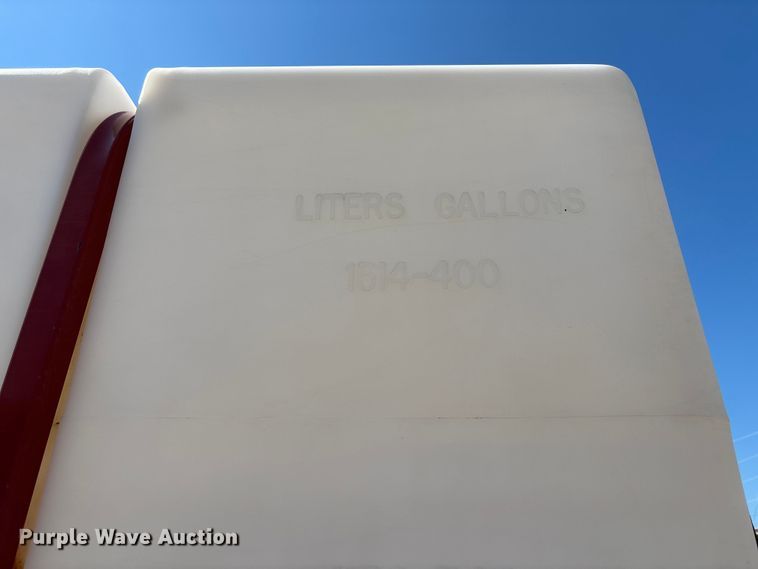 LITERS GALLONS
1514-400
Purple Wave Auction